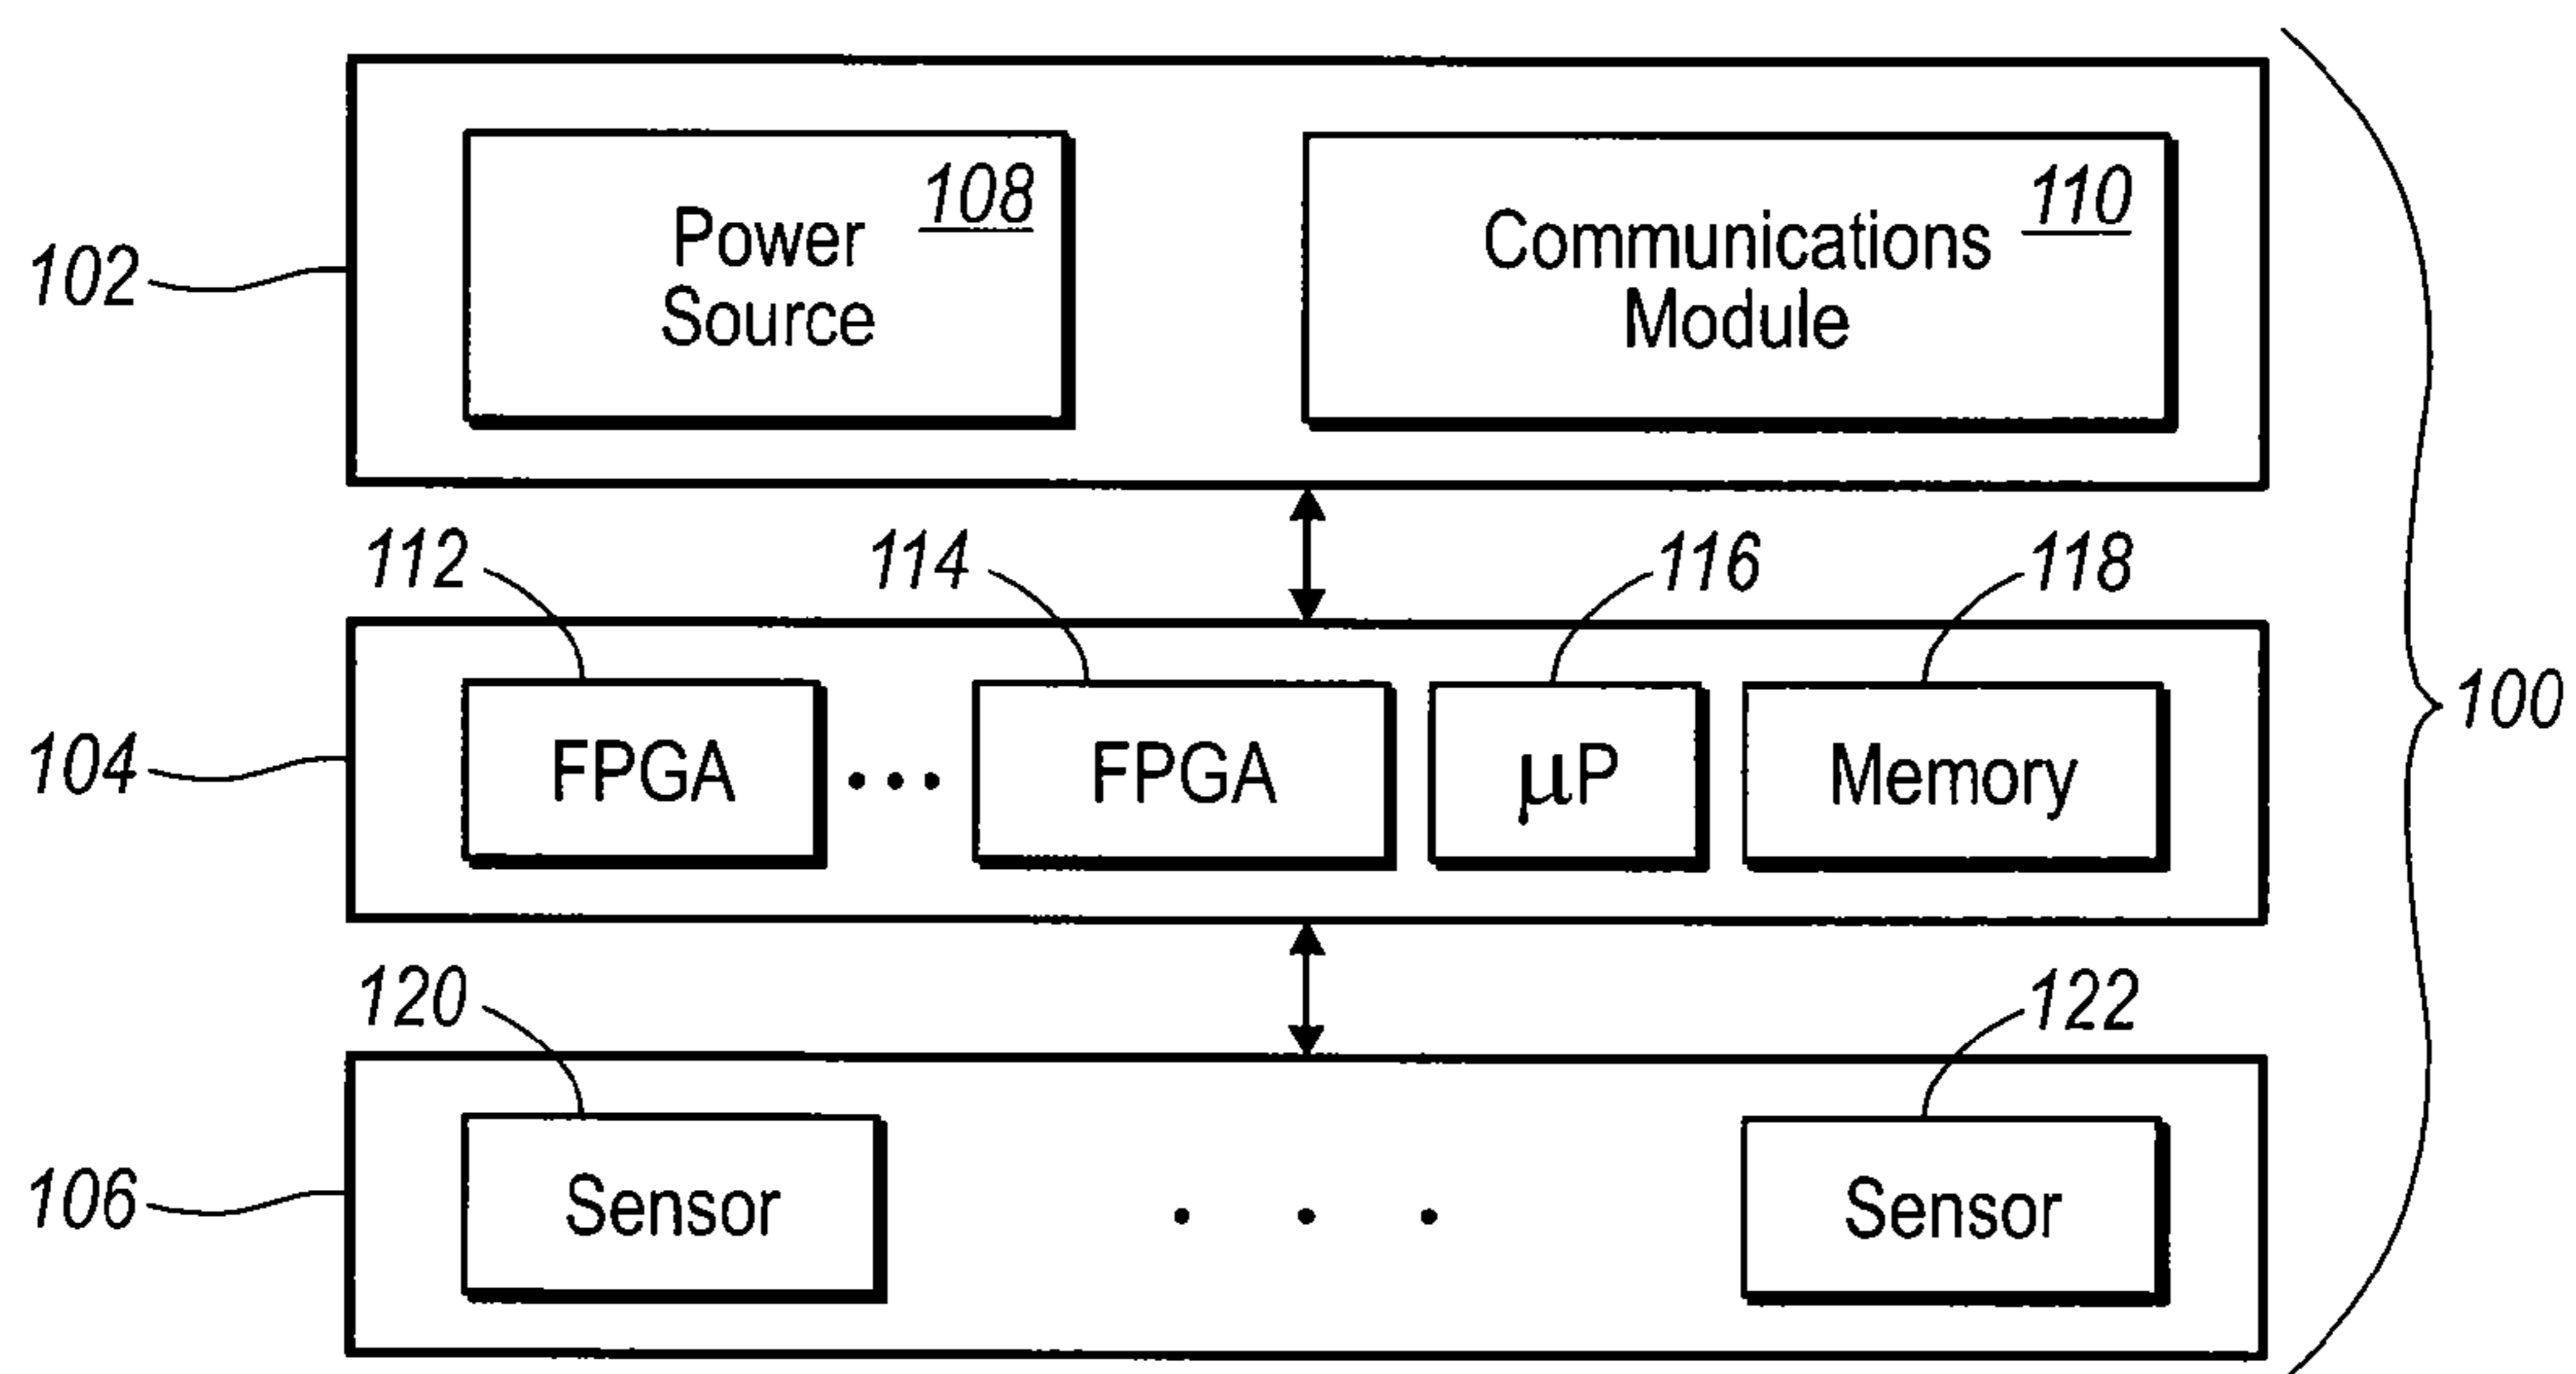 108
Power
Source
110
Communications
Module
102
112
114
116
118
FPGA
FPGA
µP
Memory
104
100
120
122
Sensor
Sensor
106